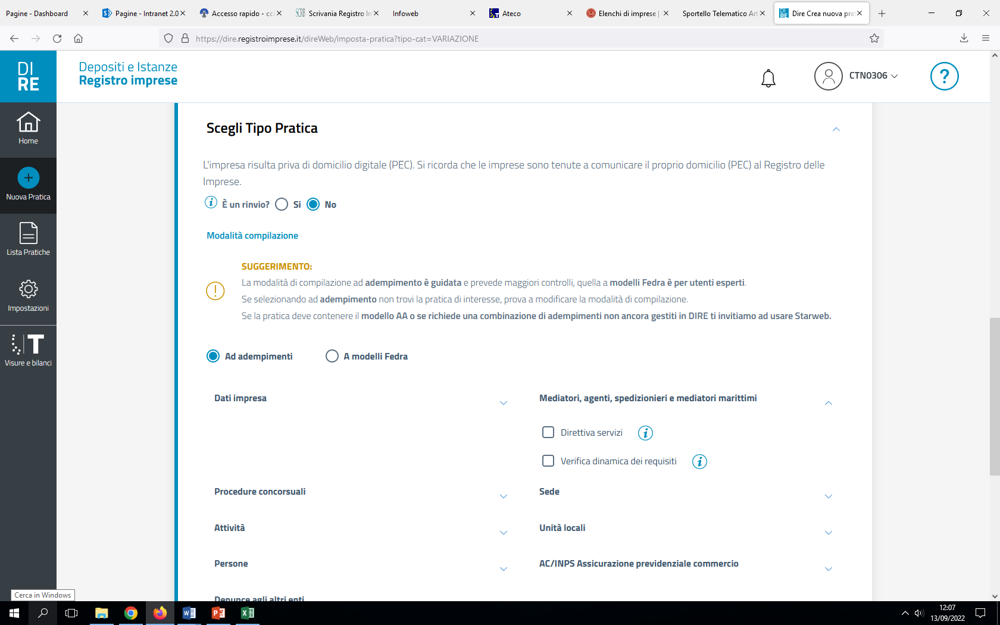 Pagine - Dashboard
Pagine - Intranet 2.0
Accesso rapido - cci
Scrivania Registro Im
Infoweb
Ateco
Elenchi di imprese |
Sportello Telematico Art
Dire Crea nuova prat
https://dire.registroimprese.it/direWeb/imposta-pratica?tipo-cat=VARIAZIONE
DI
RE
Depositi e Istanze
Registro imprese
CTN0306
?
Home
Nuova Pratica
Lista Pratiche
Impostazioni
Visure e bilanci
Scegli Tipo Pratica
L'impresa risulta priva di domicilio digitale (PEC). Si ricorda che le imprese sono tenute a comunicare il proprio domicilio (PEC) al Registro delle
Imprese.
i È un rinvio? Si No
Modalità compilazione
SUGGERIMENTO:
La modalità di compilazione ad adempimento è guidata e prevede maggiori controlli, quella a modelli Fedra è per utenti esperti.
Se selezionando ad adempimento non trovi la pratica di interesse, prova a modificare la modalità di compilazione.
Se la pratica deve contenere il modello AA o se richiede una combinazione di adempimenti non ancora gestiti in DIRE ti invitiamo ad usare Starweb.
Ad adempimenti A modelli Fedra
Dati impresa
Mediatori, agenti, spedizionieri e mediatori marittimi
Direttiva servizi i
Verifica dinamica dei requisiti i
Procedure concorsuali
Sede
Attività
Unità locali
Persone
AC/INPS Assicurazione previdenziale commercio
Denunce agli altri enti
Cerca in Windows
12:07
13/09/2022